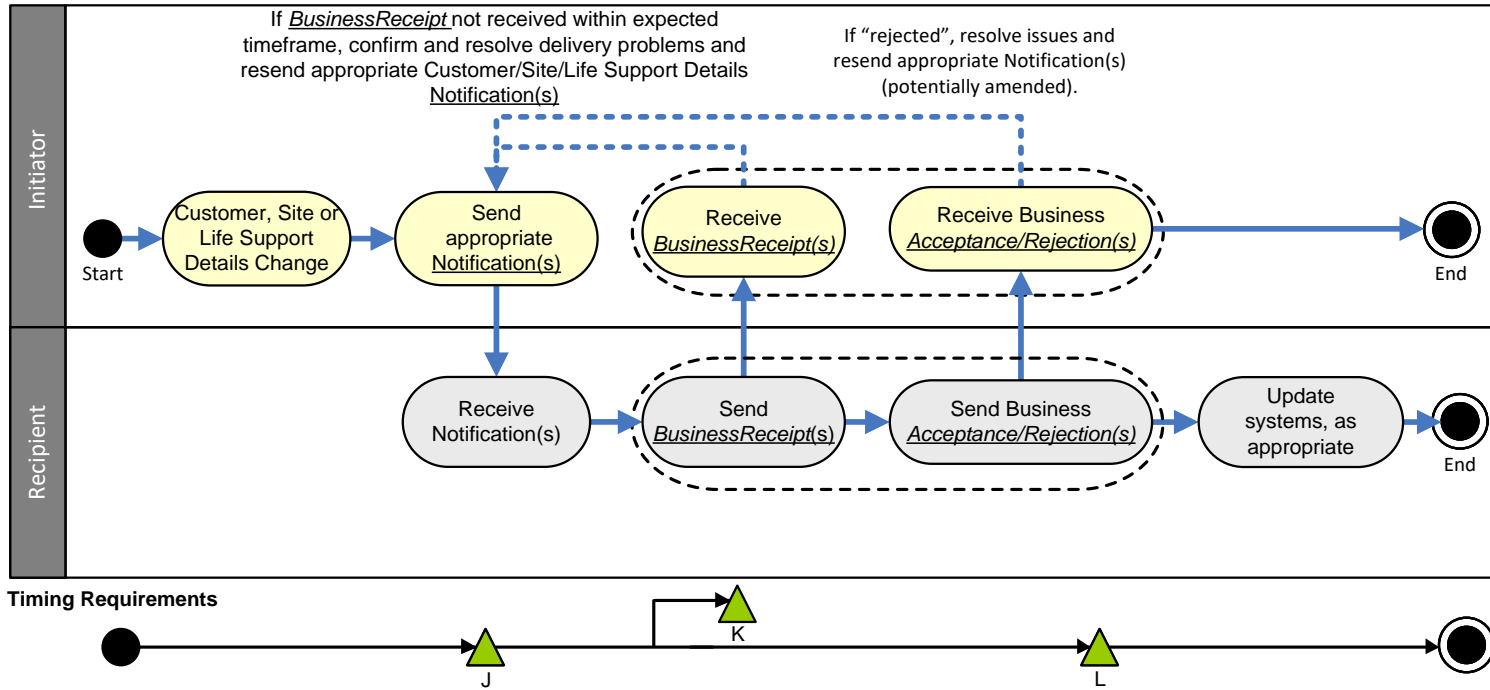 If BusinessReceipt not received within expected
timeframe, confirm and resolve delivery problems and
resend appropriate Customer/Site/Life Support Details
Notification(s)
If “rejected”, resolve issues and
resend appropriate Notification(s)
(potentially amended).
Initiator
Start
Customer, Site or
Life Support
Details Change
Send
appropriate
Notification(s)
Receive
BusinessReceipt(s)
Receive Business
Acceptance/Rejection(s)
End
Recipient
Receive
Notification(s)
Send
BusinessReceipt(s)
Send Business
Acceptance/Rejection(s)
Update
systems, as
appropriate
End
Timing Requirements
J
K
L